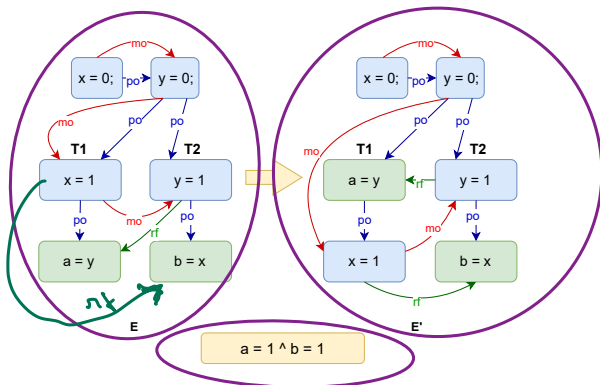 mo
x = 0;
po
y = 0;
mo
po
po
T1
T2
x = 1
y = 1
po
mo
rf
po
a = y
b = x
rf
E
mo
x = 0;
po
y = 0;
mo
po
po
T1
T2
a = y
rf
y = 1
po
mo
po
x = 1
b = x
rf
E'
a = 1 ^ b = 1